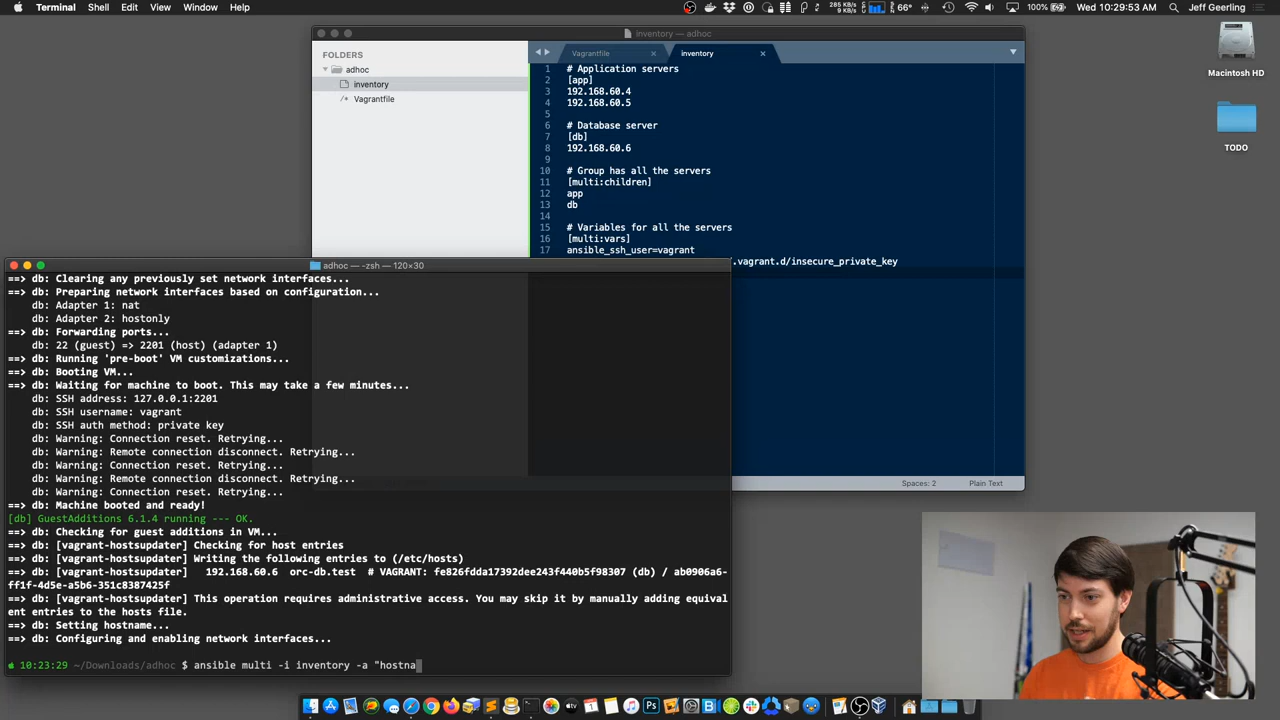 Terminal Shell Edit View Window Help
285 KB/s
66°
100%
Wed 10:29:53 AM
Jeff Geerling
inventory — adhoc
FOLDERS
adhoc
inventory
Vagrantfile
Vagrantfile
inventory
1 # Application servers
2 [app]
3 192.168.60.4
4 192.168.60.5
5
6 # Database server
7 [db]
8 192.168.60.6
9
10 # Group has all the servers
11 [multi:children]
12 app
13 db
14
15 # Variables for all the servers
16 [multi:vars]
17 ansible_ssh_user=vagrant
.vagrant.d/insecure_private_key
Spaces: 2 Plain Text
Macintosh HD
TODO
adhoc — -zsh — 120×30
==> db: Clearing any previously set network interfaces...
==> db: Preparing network interfaces based on configuration...
db: Adapter 1: nat
db: Adapter 2: hostonly
==> db: Forwarding ports...
db: 22 (guest) => 2201 (host) (adapter 1)
==> db: Running 'pre-boot' VM customizations...
==> db: Booting VM...
==> db: Waiting for machine to boot. This may take a few minutes...
db: SSH address: 127.0.0.1:2201
db: SSH username: vagrant
db: SSH auth method: private key
db: Warning: Connection reset. Retrying...
db: Warning: Remote connection disconnect. Retrying...
db: Warning: Connection reset. Retrying...
db: Warning: Remote connection disconnect. Retrying...
db: Warning: Connection reset. Retrying...
==> db: Machine booted and ready!
[db] GuestAdditions 6.1.4 running --- OK.
==> db: Checking for guest additions in VM...
==> db: [vagrant-hostsupdater] Checking for host entries
==> db: [vagrant-hostsupdater] Writing the following entries to (/etc/hosts)
==> db: [vagrant-hostsupdater] 192.168.60.6 orc-db.test # VAGRANT: fe826fdda17392dee243f440b5f98307 (db) / ab0906a6-
ff1f-4d5e-a5b6-351c8387425f
==> db: [vagrant-hostsupdater] This operation requires administrative access. You may skip it by manually adding equival
ent entries to the hosts file.
==> db: Setting hostname...
==> db: Configuring and enabling network interfaces...
10:23:29 ~/Downloads/adhoc $ ansible multi -i inventory -a "hostna